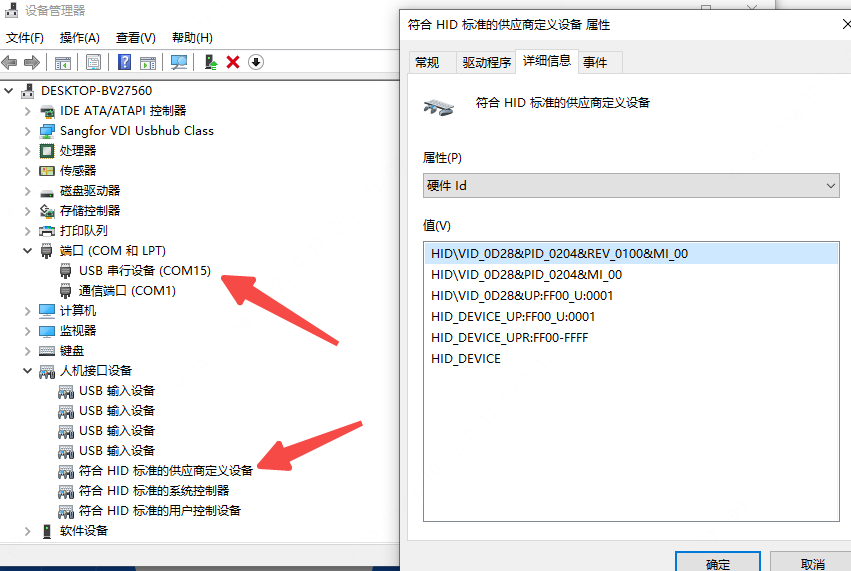 设备管理器
文件(F) 操作(A) 查看(V) 帮助(H)
DESKTOP-BV27560
IDE ATA/ATAPI 控制器
Sangfor VDI Usbhub Class
处理器
传感器
磁盘驱动器
存储控制器
打印队列
端口 (COM 和 LPT)
USB 串行设备 (COM15)
通信端口 (COM1)
计算机
监视器
键盘
人机接口设备
USB 输入设备
USB 输入设备
USB 输入设备
USB 输入设备
符合 HID 标准的供应商定义设备
符合 HID 标准的系统控制器
符合 HID 标准的用户控制设备
软件设备
符合 HID 标准的供应商定义设备 属性
常规 驱动程序 详细信息 事件
符合 HID 标准的供应商定义设备
属性(P)
硬件 Id
值(V)
HID\VID_0D28&PID_0204&REV_0100&MI_00
HID\VID_0D28&PID_0204&MI_00
HID\VID_0D28&UP:FF00_U:0001
HID_DEVICE_UP:FF00_U:0001
HID_DEVICE_UPR:FF00-FFFF
HID_DEVICE
确定 取消